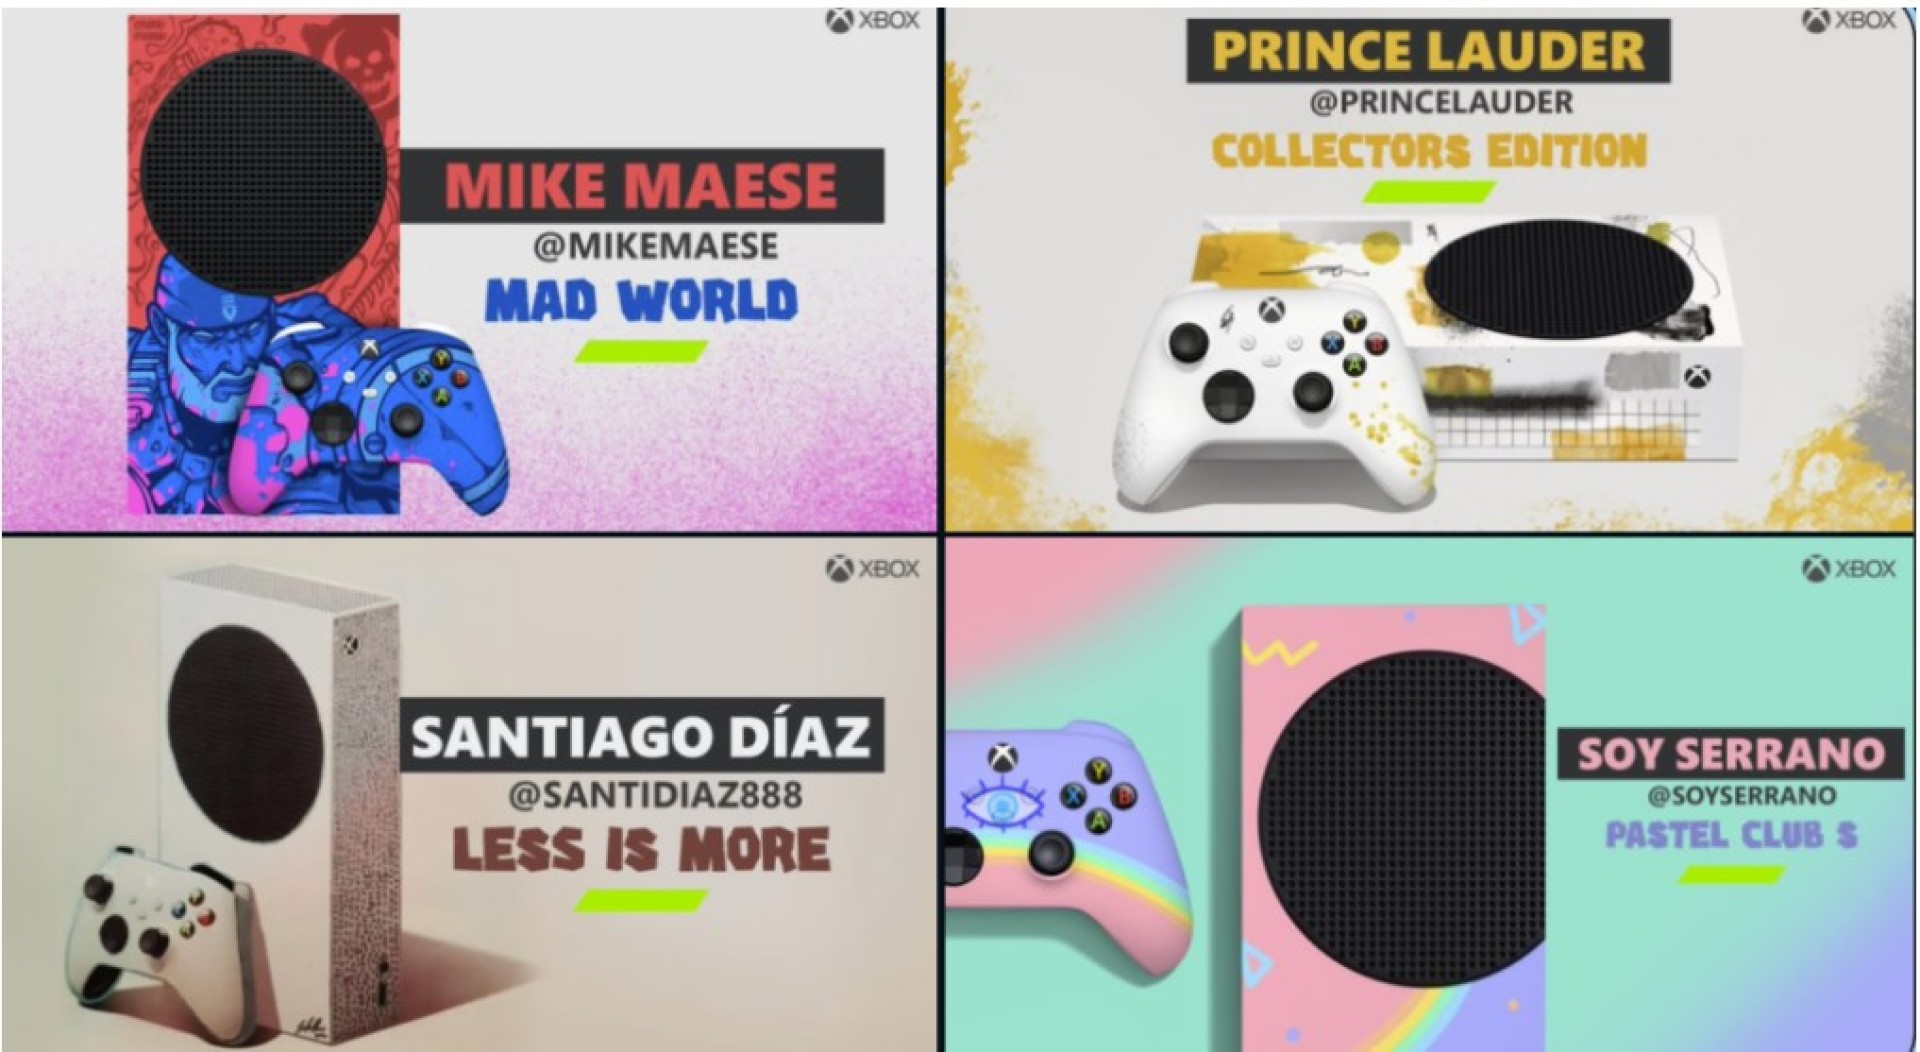 XBOX
MIKE MAESE
@MIKEMAESE
MAD WORLD
Y
X B
A
XBOX
PRINCE LAUDER
@PRINCELAUDER
COLLECTORS EDITION
Y
X B
A
XBOX
SANTIAGO DÍAZ
@SANTIDIAZ888
LESS IS MORE
XBOX
SOY SERRANO
@SOYSERRANO
PASTEL CLUB S
Y
X B
A